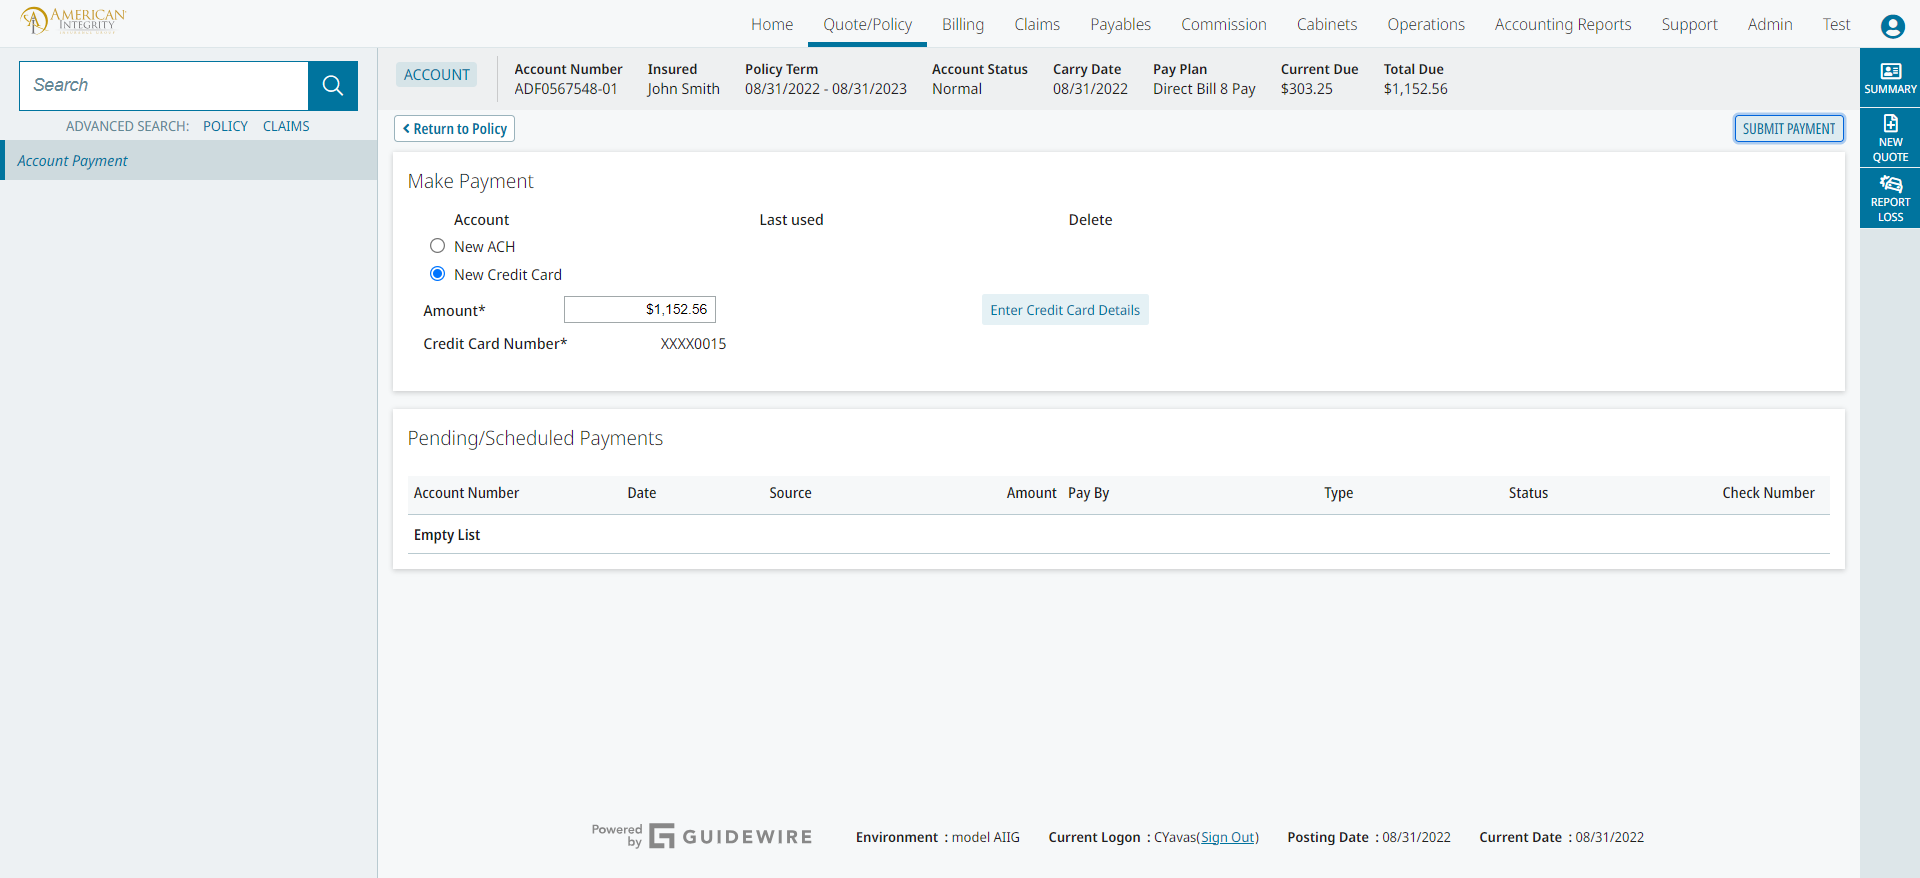 AMERICAN
INTEGRITY
Home Quote/Policy Billing Claims Payables Commission Cabinets Operations Accounting Reports Support Admin Test
Search
ADVANCED SEARCH: POLICY CLAIMS
Account Payment
ACCOUNT
Account Number Insured Policy Term Account Status Carry Date Pay Plan Current Due Total Due
ADF0567548-01 John Smith 08/31/2022 - 08/31/2023 Normal 08/31/2022 Direct Bill 8 Pay $303.25 $1,152.56
SUMMARY
NEW
QUOTE
REPORT
LOSS
Return to Policy SUBMIT PAYMENT
Make Payment
Account Last used Delete
New ACH
New Credit Card
Amount* $1,152.56 Enter Credit Card Details
Credit Card Number* XXXX0015
Pending/Scheduled Payments
Account Number Date Source Amount Pay By Type Status Check Number
Empty List
Powered
by GUIDEWIRE
Environment : model AIIG Current Logon : CYavas(Sign Out) Posting Date : 08/31/2022 Current Date : 08/31/2022